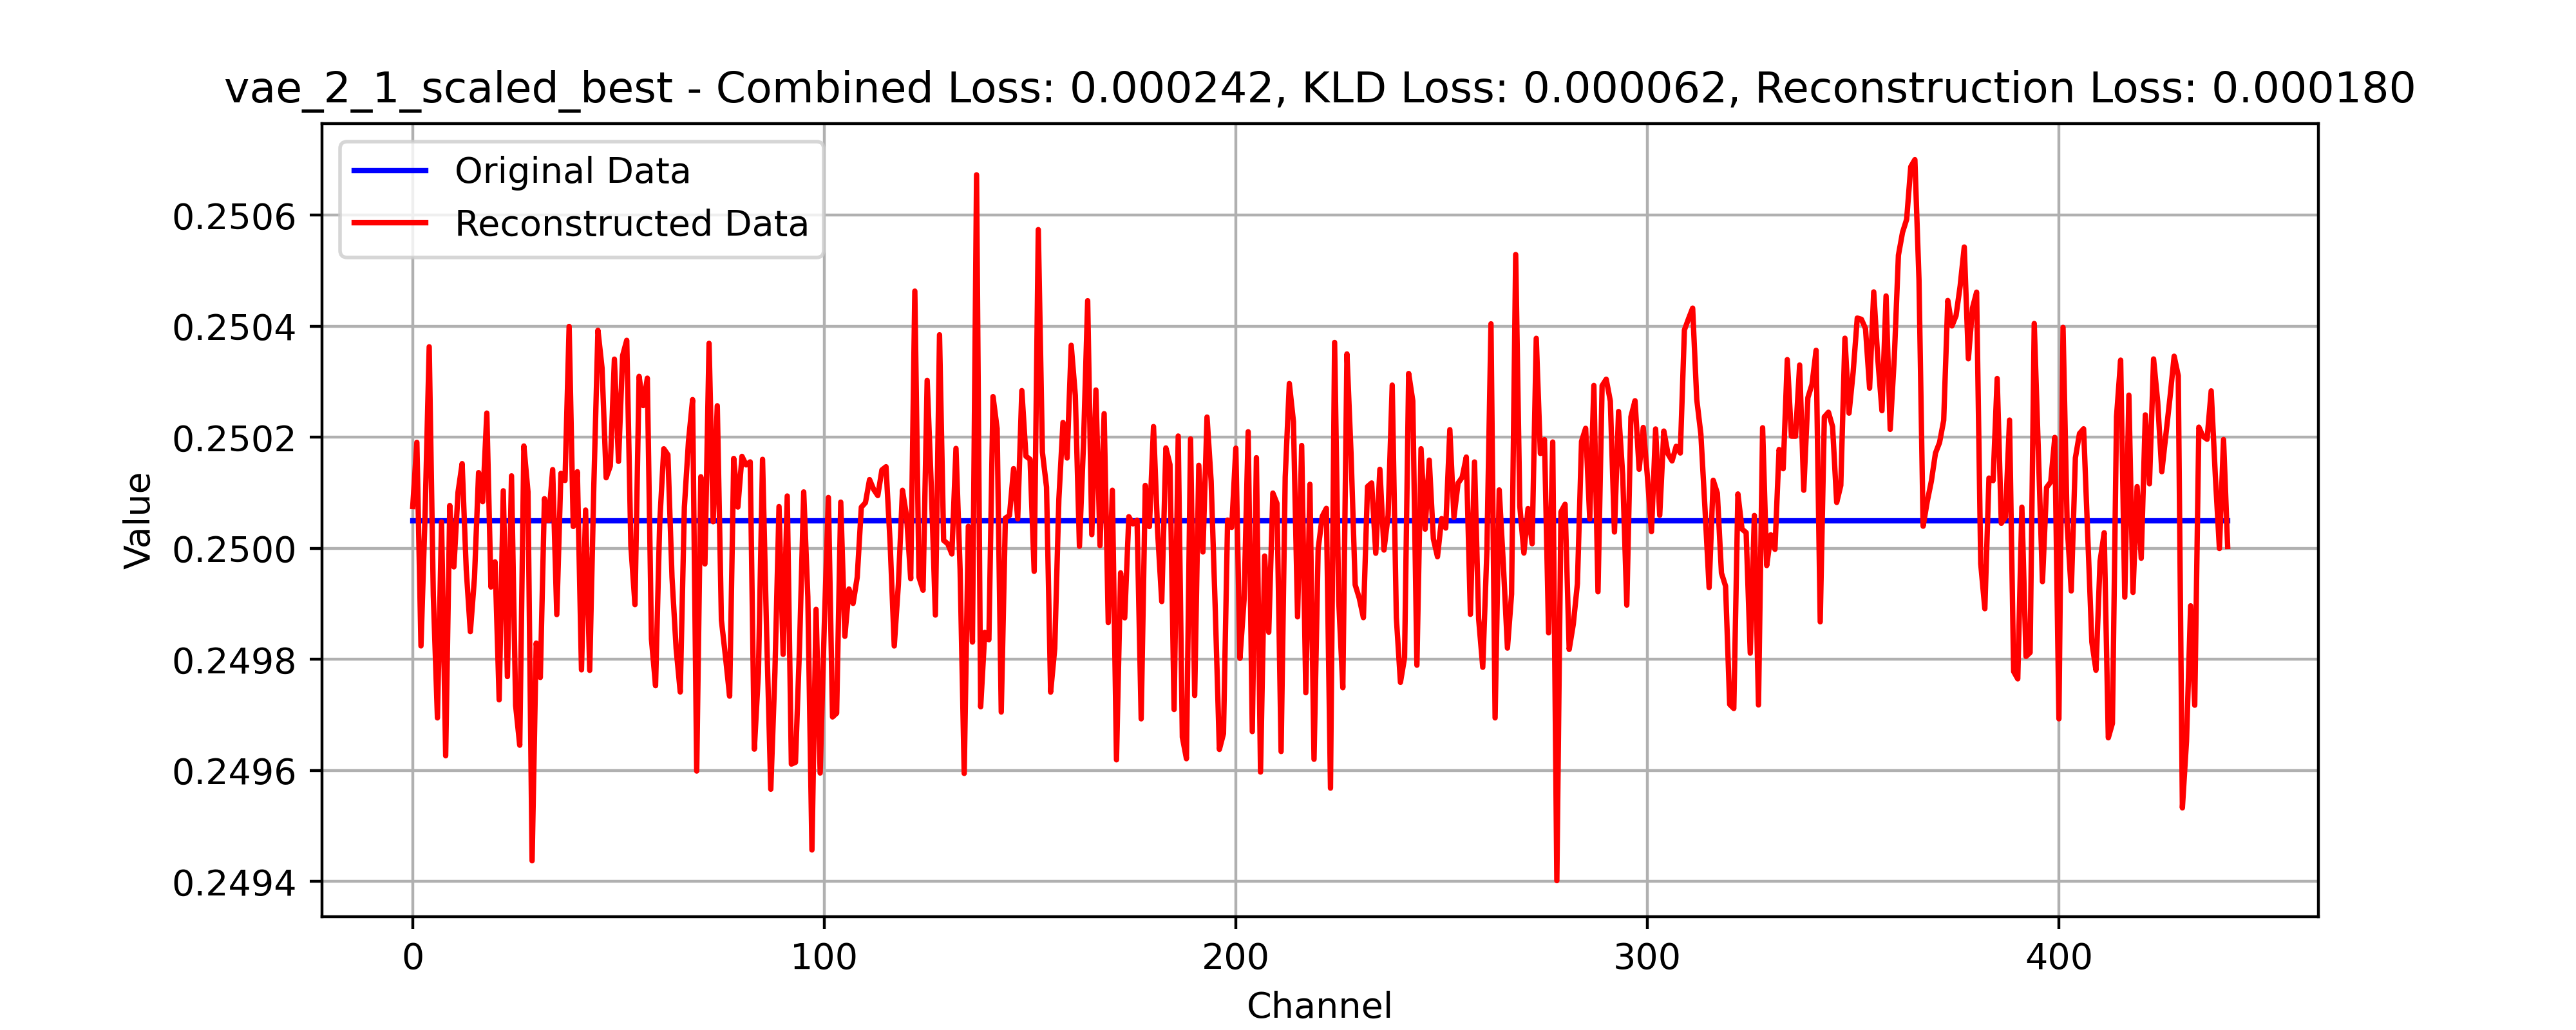 vae_2_1_scaled_best - Combined Loss: 0.000242, KLD Loss: 0.000062, Reconstruction Loss: 0.000180
Original Data
Reconstructed Data
0.2506
0.2504
0.2502
0.2500
0.2498
0.2496
0.2494
Value
0 100 200 300 400
Channel